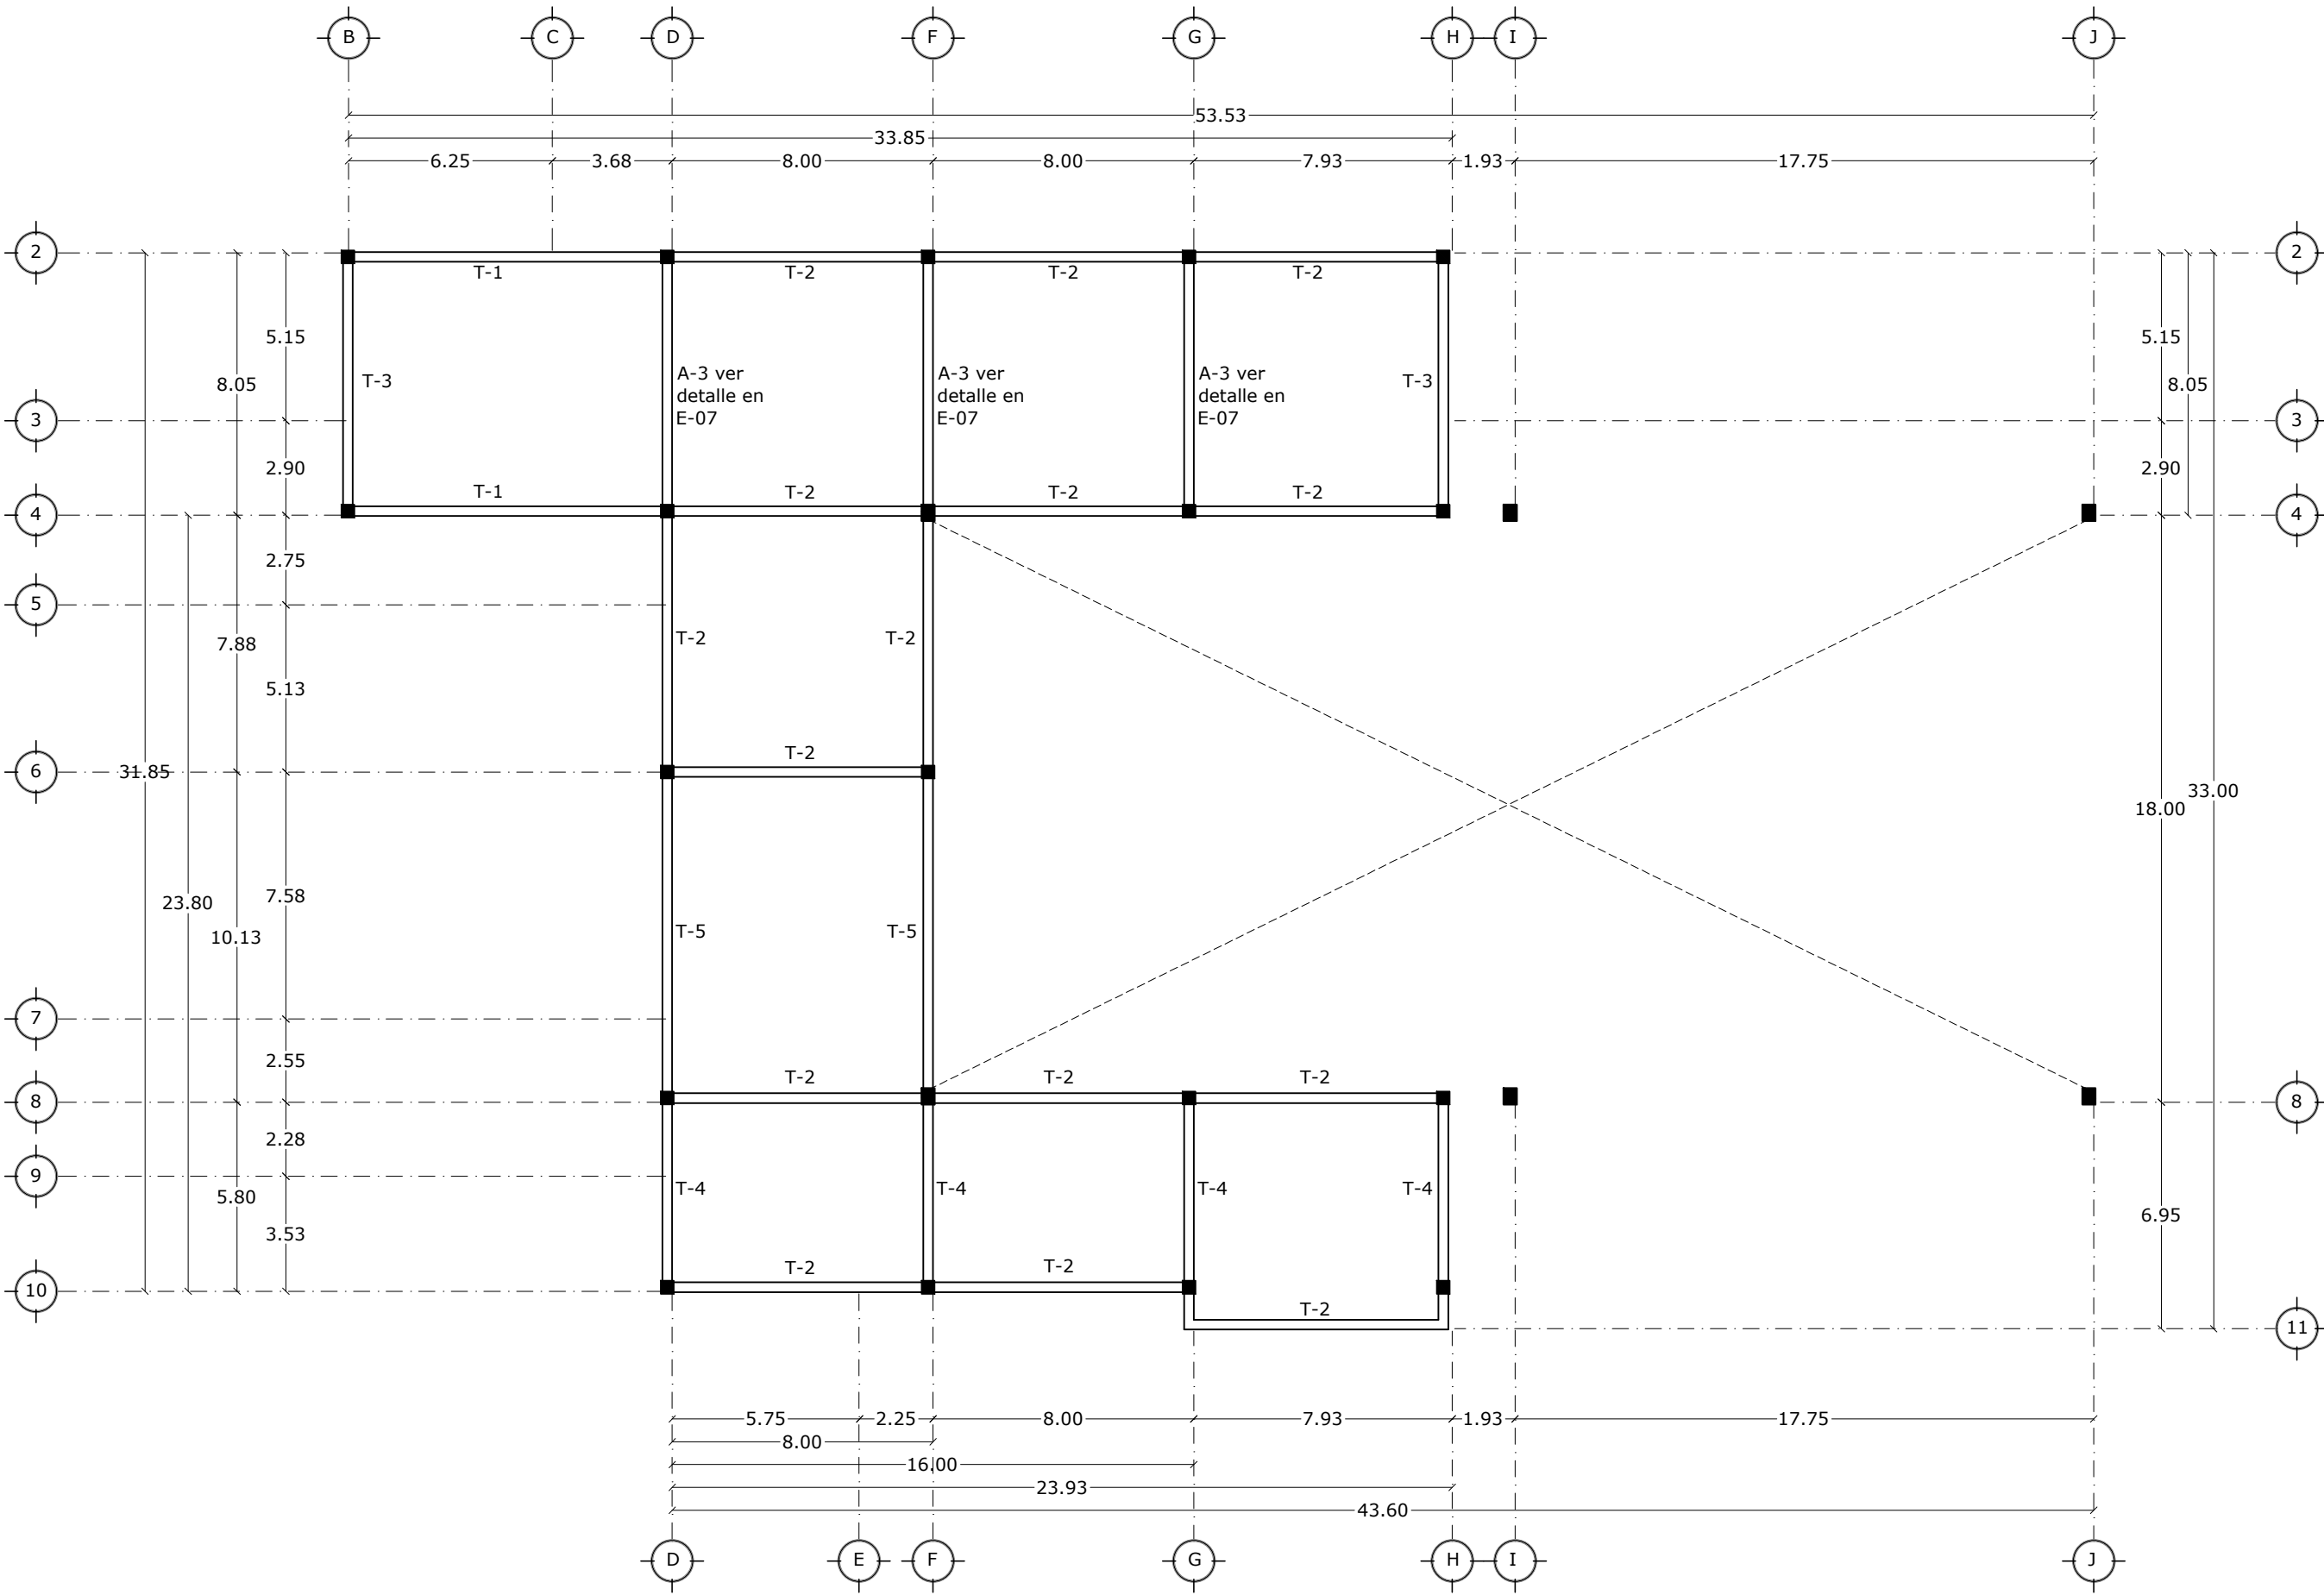 B C D F G H I J
53.53
33.85
6.25 3.68 8.00 8.00 7.93 1.93 17.75
2 2
T-1 T-2 T-2 T-2
5.15 5.15
8.05 T-3 T-3 8.05
A-3 ver
detalle en
E-07
A-3 ver
detalle en
E-07
A-3 ver
detalle en
E-07
3 3
2.90 2.90
T-1 T-2 T-2 T-2
4 4
2.75
5
7.88 T-2 T-2
5.13
T-2
6 31.85
33.00
18.00
7.58
23.80
10.13 T-5 T-5
7
2.55
T-2 T-2 T-2
8 8
2.28
9
5.80 T-4 T-4 T-4 T-4
6.95
3.53
T-2 T-2
10
T-2
11
5.75 2.25 8.00 7.93 1.93 17.75
8.00
16.00
23.93
43.60
D E F G H I J